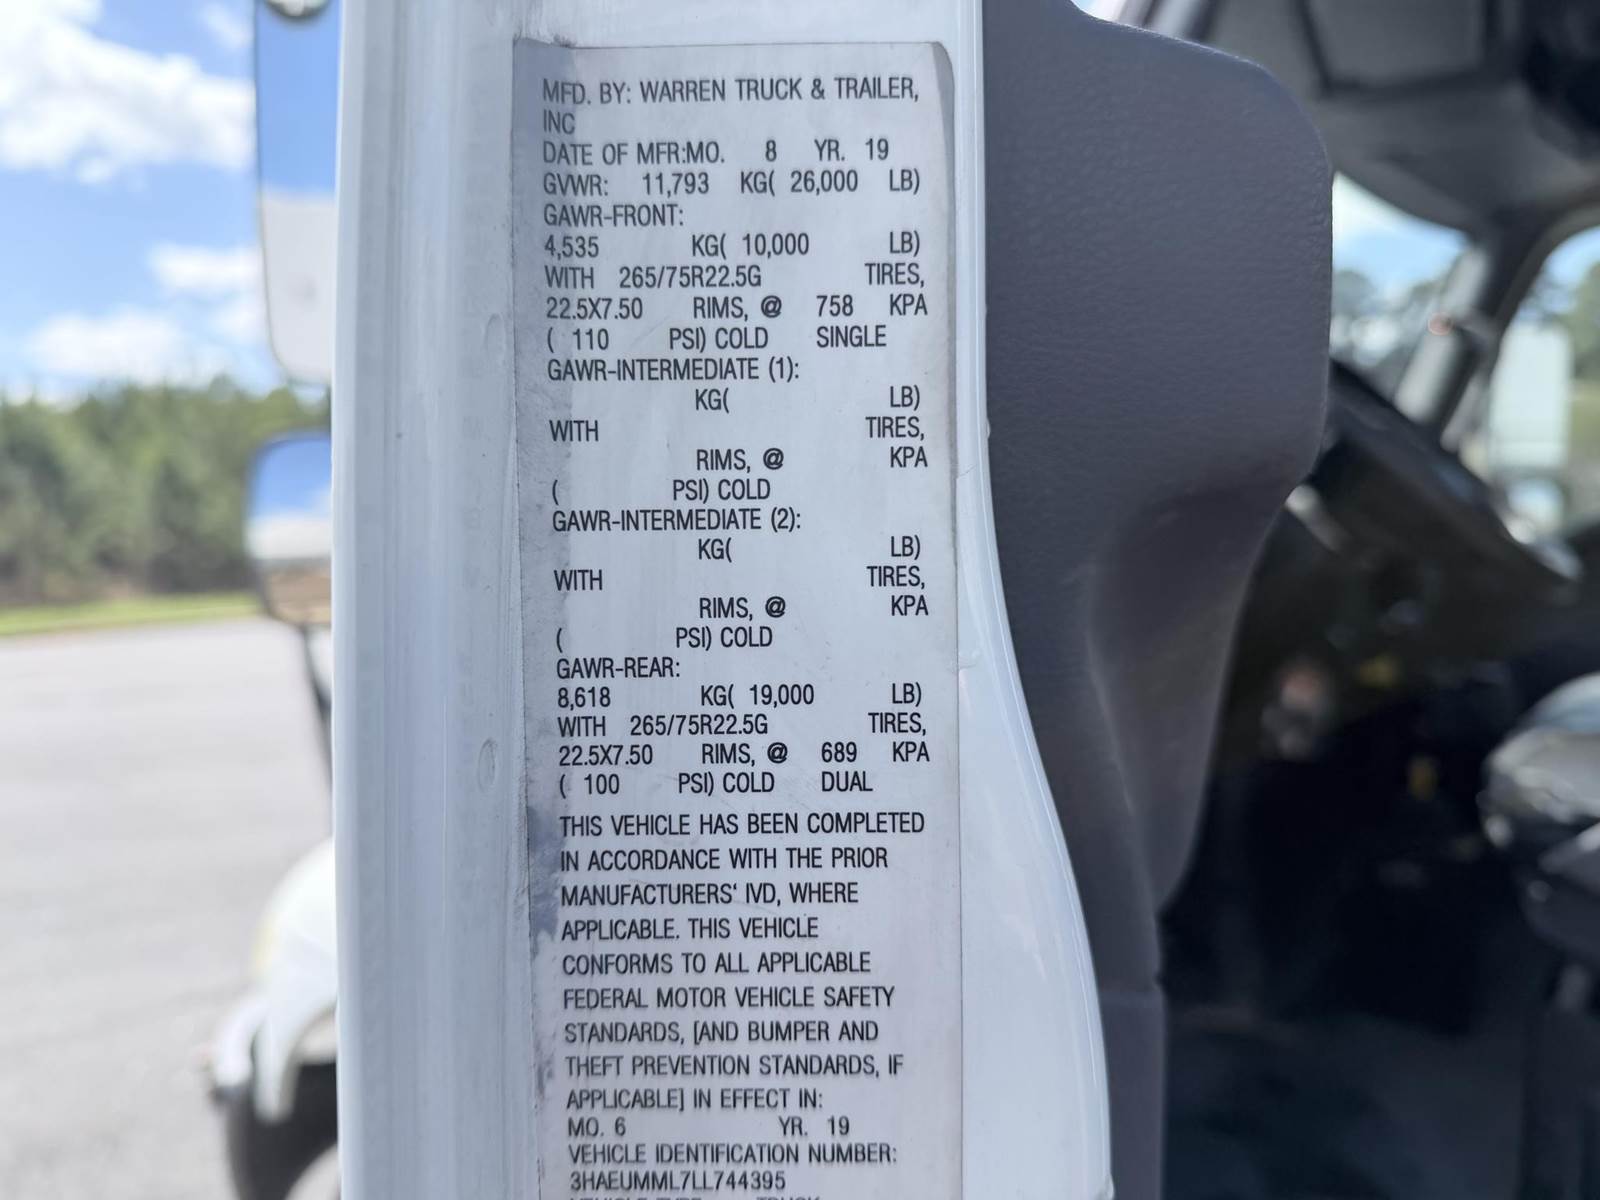 MFD. BY: WARREN TRUCK & TRAILER,
INC
DATE OF MFR:MO. 8 YR. 19
GVWR: 11,793 KG( 26,000 LB)
GAWR-FRONT:
4,535 KG( 10,000 LB)
WITH 265/75R22.5G TIRES,
22.5X7.50 RIMS, @ 758 KPA
( 110 PSI) COLD SINGLE
GAWR-INTERMEDIATE (1):
KG( LB)
WITH TIRES,
RIMS, @ KPA
( PSI) COLD
GAWR-INTERMEDIATE (2):
KG( LB)
WITH TIRES,
RIMS, @ KPA
( PSI) COLD
GAWR-REAR:
8,618 KG( 19,000 LB)
WITH 265/75R22.5G TIRES,
22.5X7.50 RIMS, @ 689 KPA
( 100 PSI) COLD DUAL
THIS VEHICLE HAS BEEN COMPLETED
IN ACCORDANCE WITH THE PRIOR
MANUFACTURERS‘ IVD, WHERE
APPLICABLE. THIS VEHICLE
CONFORMS TO ALL APPLICABLE
FEDERAL MOTOR VEHICLE SAFETY
STANDARDS, [AND BUMPER AND
THEFT PREVENTION STANDARDS, IF
APPLICABLE] IN EFFECT IN:
MO. 6 YR. 19
VEHICLE IDENTIFICATION NUMBER:
3HAEUMML7LL744395